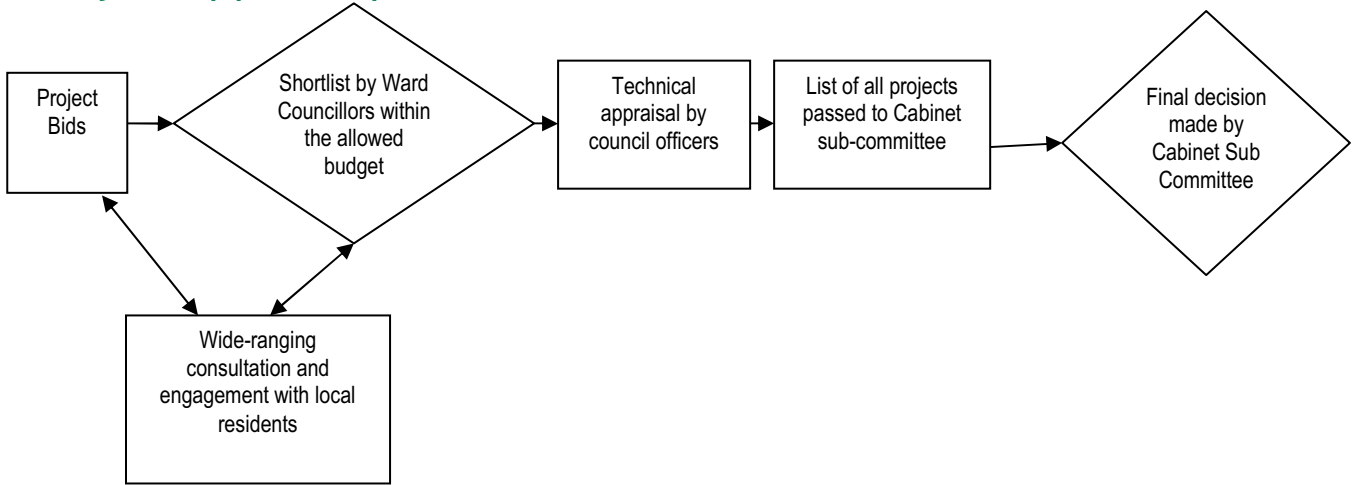 Project
Bids
Shortlist by Ward
Councillors within
the allowed
budget
Technical
appraisal by
council officers
List of all projects
passed to Cabinet
sub-committee
Final decision
made by
Cabinet Sub
Committee
Wide-ranging
consultation and
engagement with local
residents